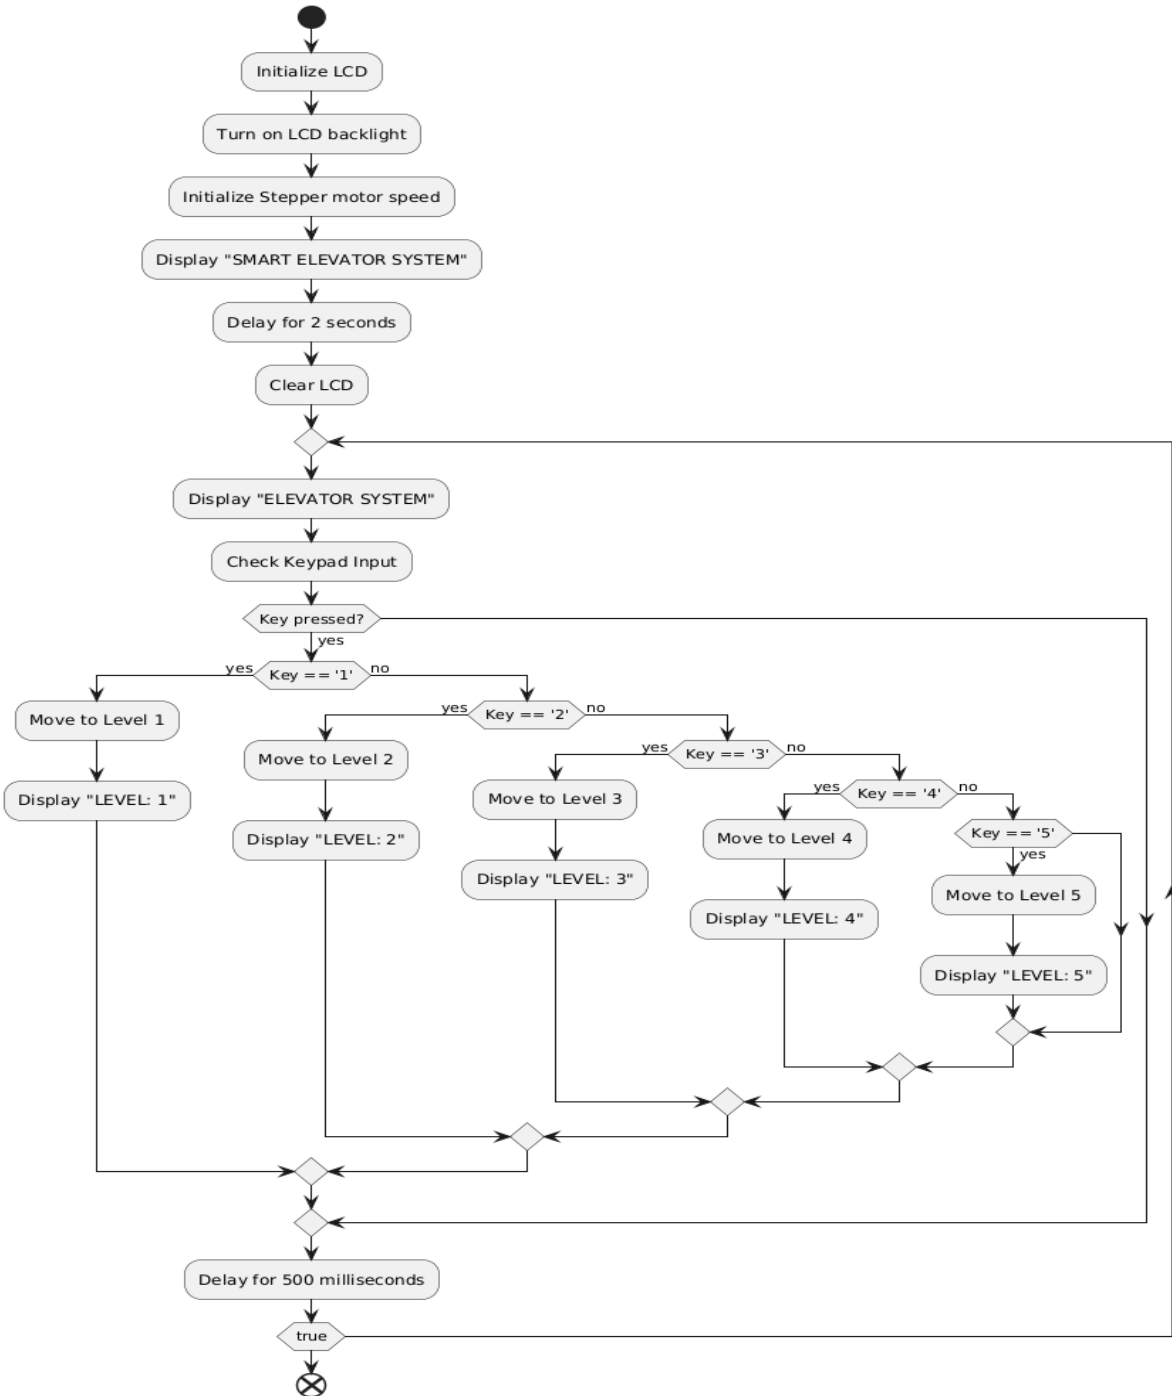 Initialize LCD
Turn on LCD backlight
Initialize Stepper motor speed
Display "SMART ELEVATOR SYSTEM"
Delay for 2 seconds
Clear LCD
Display "ELEVATOR SYSTEM"
Check Keypad Input
Key pressed?
yes
yes Key == '1' no
Move to Level 1
Display "LEVEL: 1"
yes Key == '2' no
Move to Level 2
Display "LEVEL: 2"
yes Key == '3' no
Move to Level 3
Display "LEVEL: 3"
yes Key == '4' no
Move to Level 4
Display "LEVEL: 4"
Key == '5'
yes
Move to Level 5
Display "LEVEL: 5"
Delay for 500 milliseconds
true